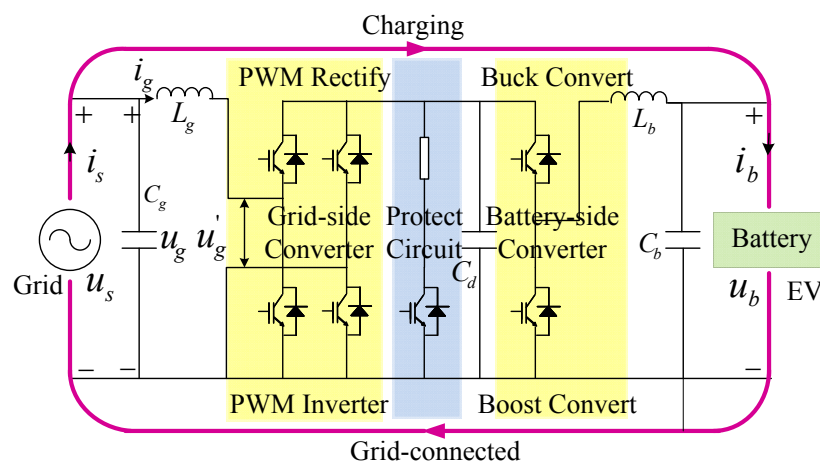 Charging
i_g
PWM Rectify
Buck Convert
+
+
L_g
L_b
+
i_s
i_b
C_g
u_g
u_g'
Grid-side
Converter
Protect
Circuit
Battery-side
Converter
C_d
C_b
Battery
Grid
u_s
u_b
EV
−
−
−
PWM Inverter
Boost Convert
Grid-connected